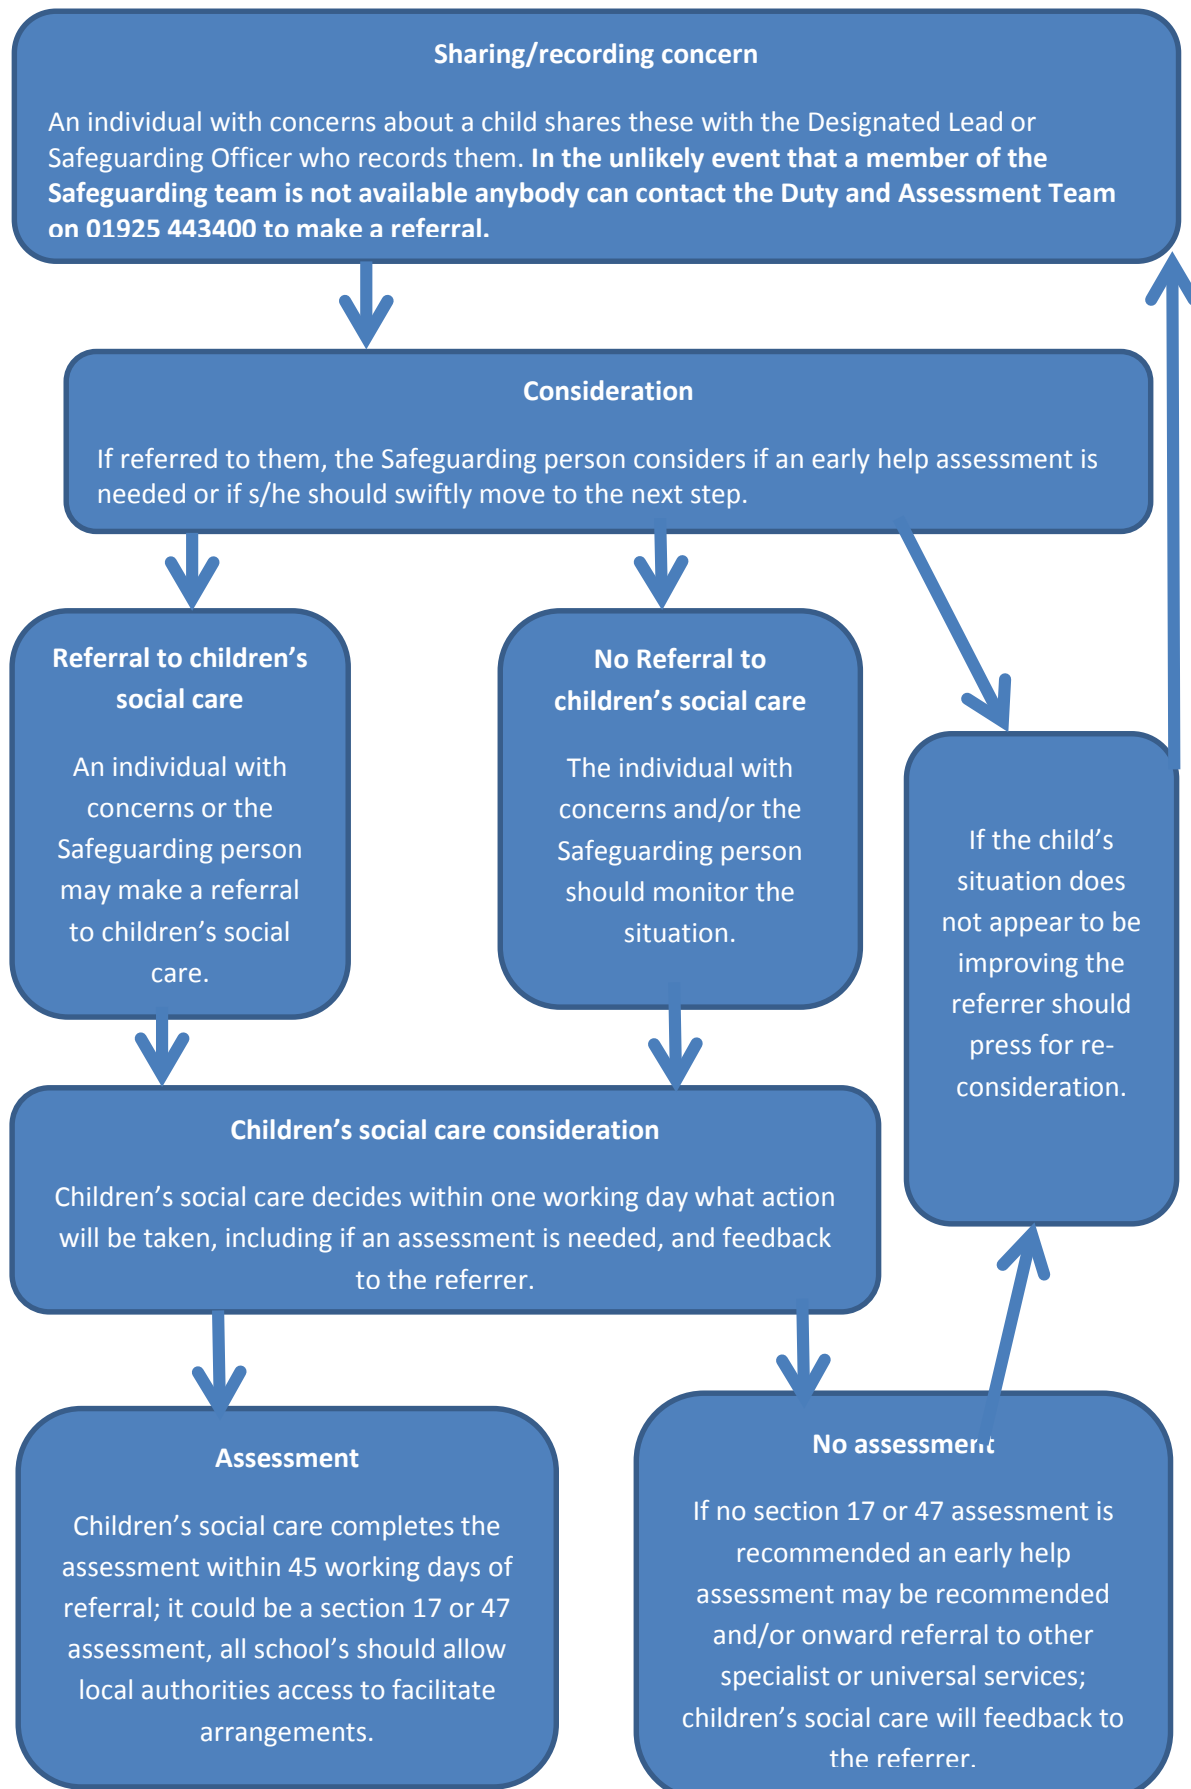 Sharing/recording concern
An individual with concerns about a child shares these with the Designated Lead or
Safeguarding Officer who records them. In the unlikely event that a member of the
Safeguarding team is not available anybody can contact the Duty and Assessment Team
on 01925 443400 to make a referral.
Consideration
If referred to them, the Safeguarding person considers if an early help assessment is
needed or if s/he should swiftly move to the next step.
Referral to children’s
social care
An individual with
concerns or the
Safeguarding person
may make a referral
to children’s social
care.
No Referral to
children’s social care
The individual with
concerns and/or the
Safeguarding person
should monitor the
situation.
If the child’s
situation does
not appear to be
improving the
referrer should
press for re-
consideration.
Children’s social care consideration
Children’s social care decides within one working day what action
will be taken, including if an assessment is needed, and feedback
to the referrer.
Assessment
Children’s social care completes the
assessment within 45 working days of
referral; it could be a section 17 or 47
assessment, all school’s should allow
local authorities access to facilitate
arrangements.
No assessment
If no section 17 or 47 assessment is
recommended an early help
assessment may be recommended
and/or onward referral to other
specialist or universal services;
children’s social care will feedback to
the referrer.